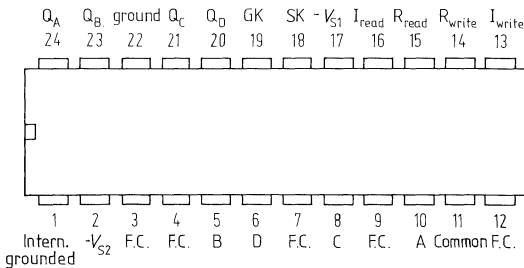 Q_A Q_B. ground Q_C Q_D GK SK -V_S1 I_read R_read R_write I_write
24 23 22 21 20 19 18 17 16 15 14 13
1 2 3 4 5 6 7 8 9 10 11 12
Intern. -V_S2 F.C. F.C. B D F.C. C F.C. A Common F.C.
grounded